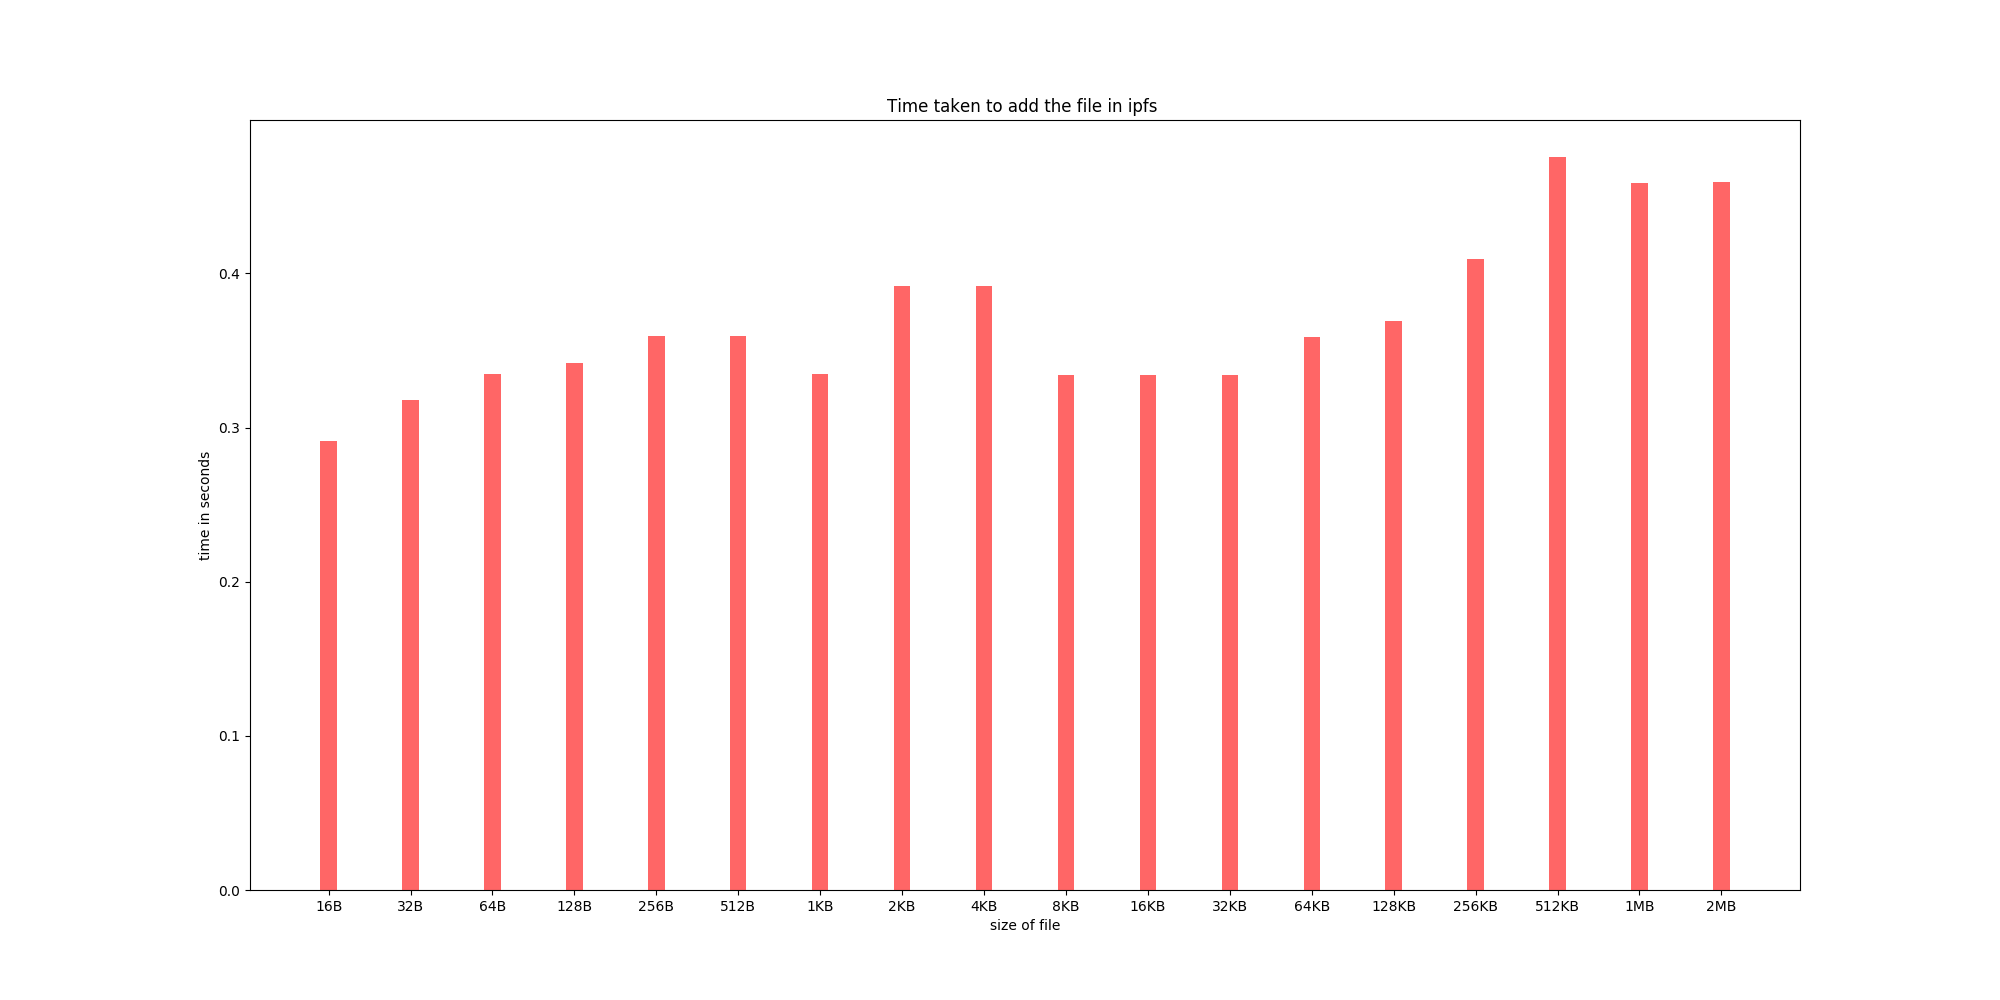 Time taken to add the file in ipfs
time in seconds
0.4
0.3
0.2
0.1
0.0
16B 32B 64B 128B 256B 512B 1KB 2KB 4KB 8KB 16KB 32KB 64KB 128KB 256KB 512KB 1MB 2MB
size of file